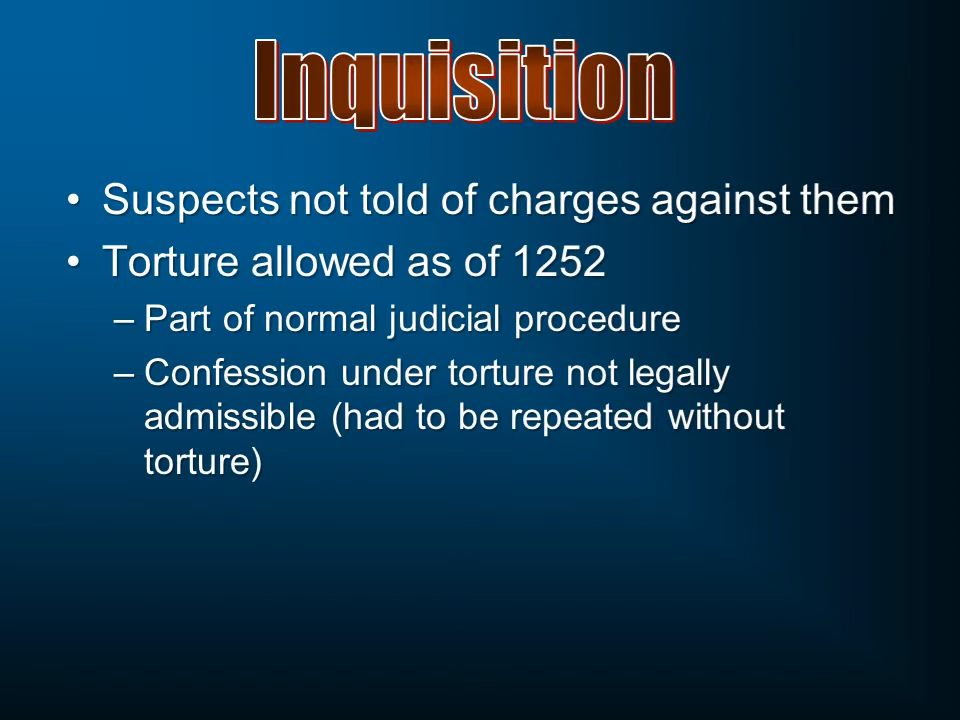 Inquisition
• Suspects not told of charges against them
• Torture allowed as of 1252
– Part of normal judicial procedure
– Confession under torture not legally
admissible (had to be repeated without
torture)